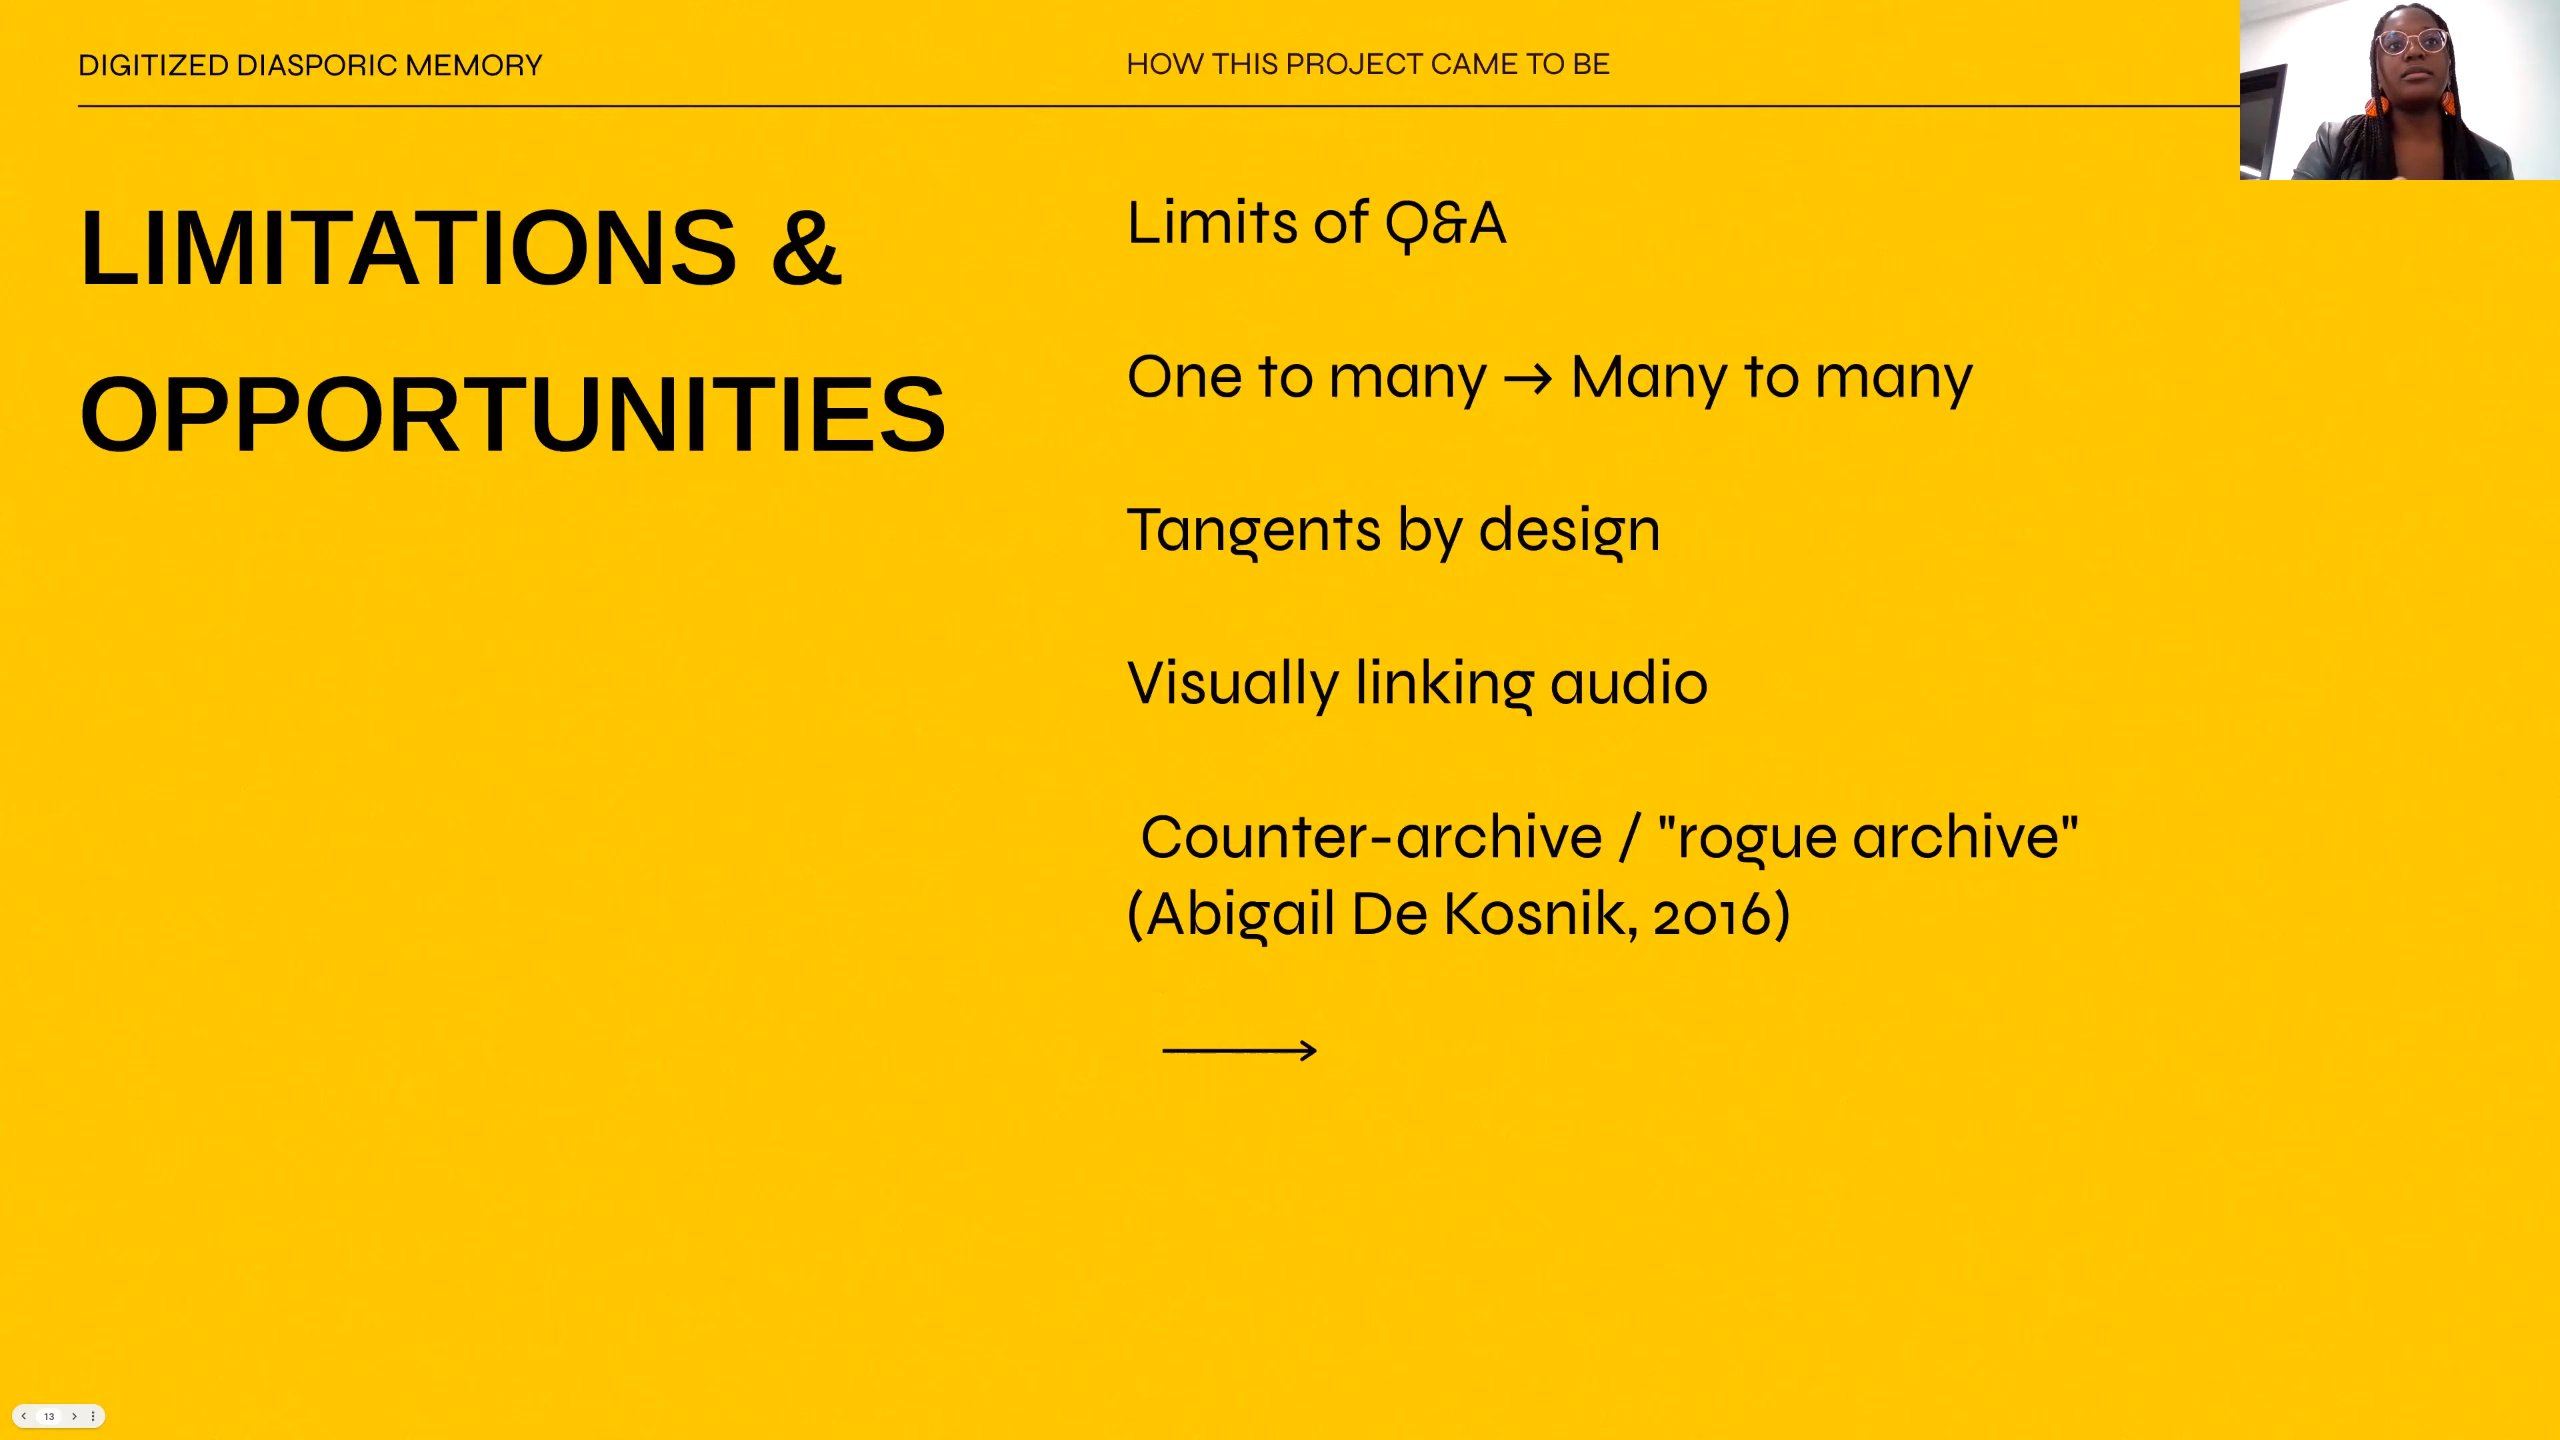 DIGITIZED DIASPORIC MEMORY
HOW THIS PROJECT CAME TO BE
LIMITATIONS &
OPPORTUNITIES
Limits of Q&A
One to many → Many to many
Tangents by design
Visually linking audio
Counter-archive / "rogue archive"
(Abigail De Kosnik, 2016)
13